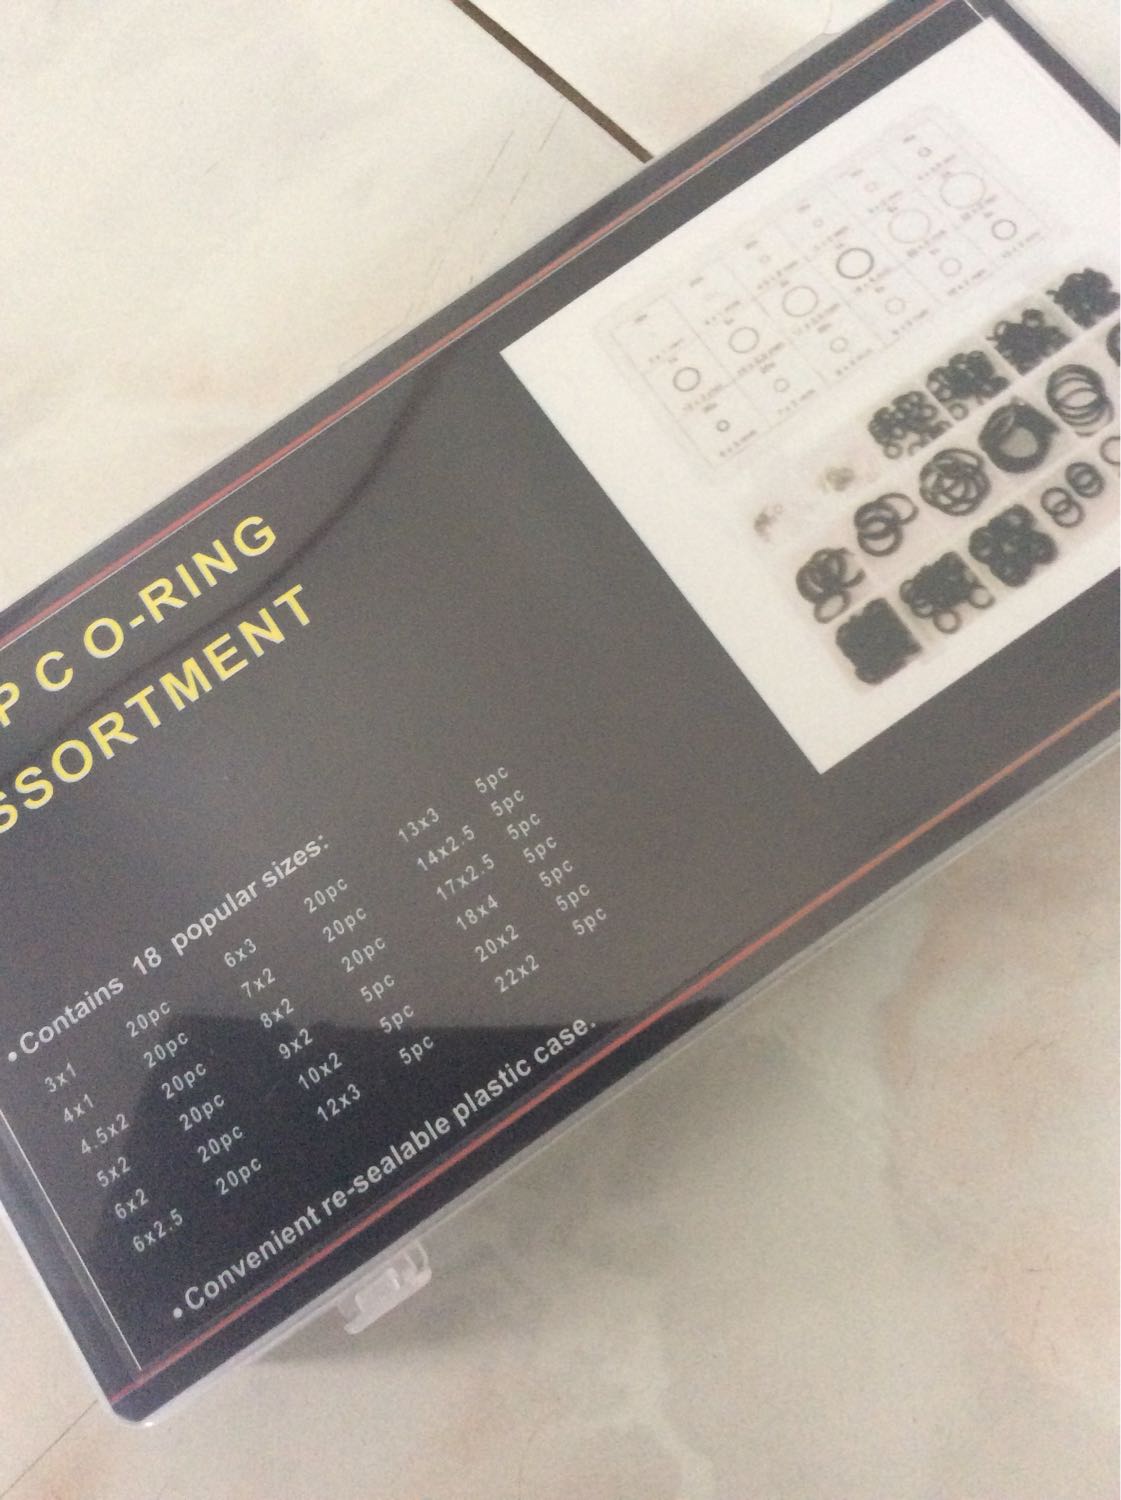 PC O-RING
SSORTMENT
•Contains 18 popular sizes:
3x1 20pc 6x3 20pc 13x3 5pc
4x1 20pc 7x2 20pc 14x2.5 5pc
4.5x2 20pc 8x2 20pc 17x2.5 5pc
5x2 20pc 9x2 5pc 18x4 5pc
6x2 20pc 10x2 5pc 20x2 5pc
6x2.5 20pc 12x3 5pc 22x2 5pc
5pc
•Convenient re-sealable plastic case.